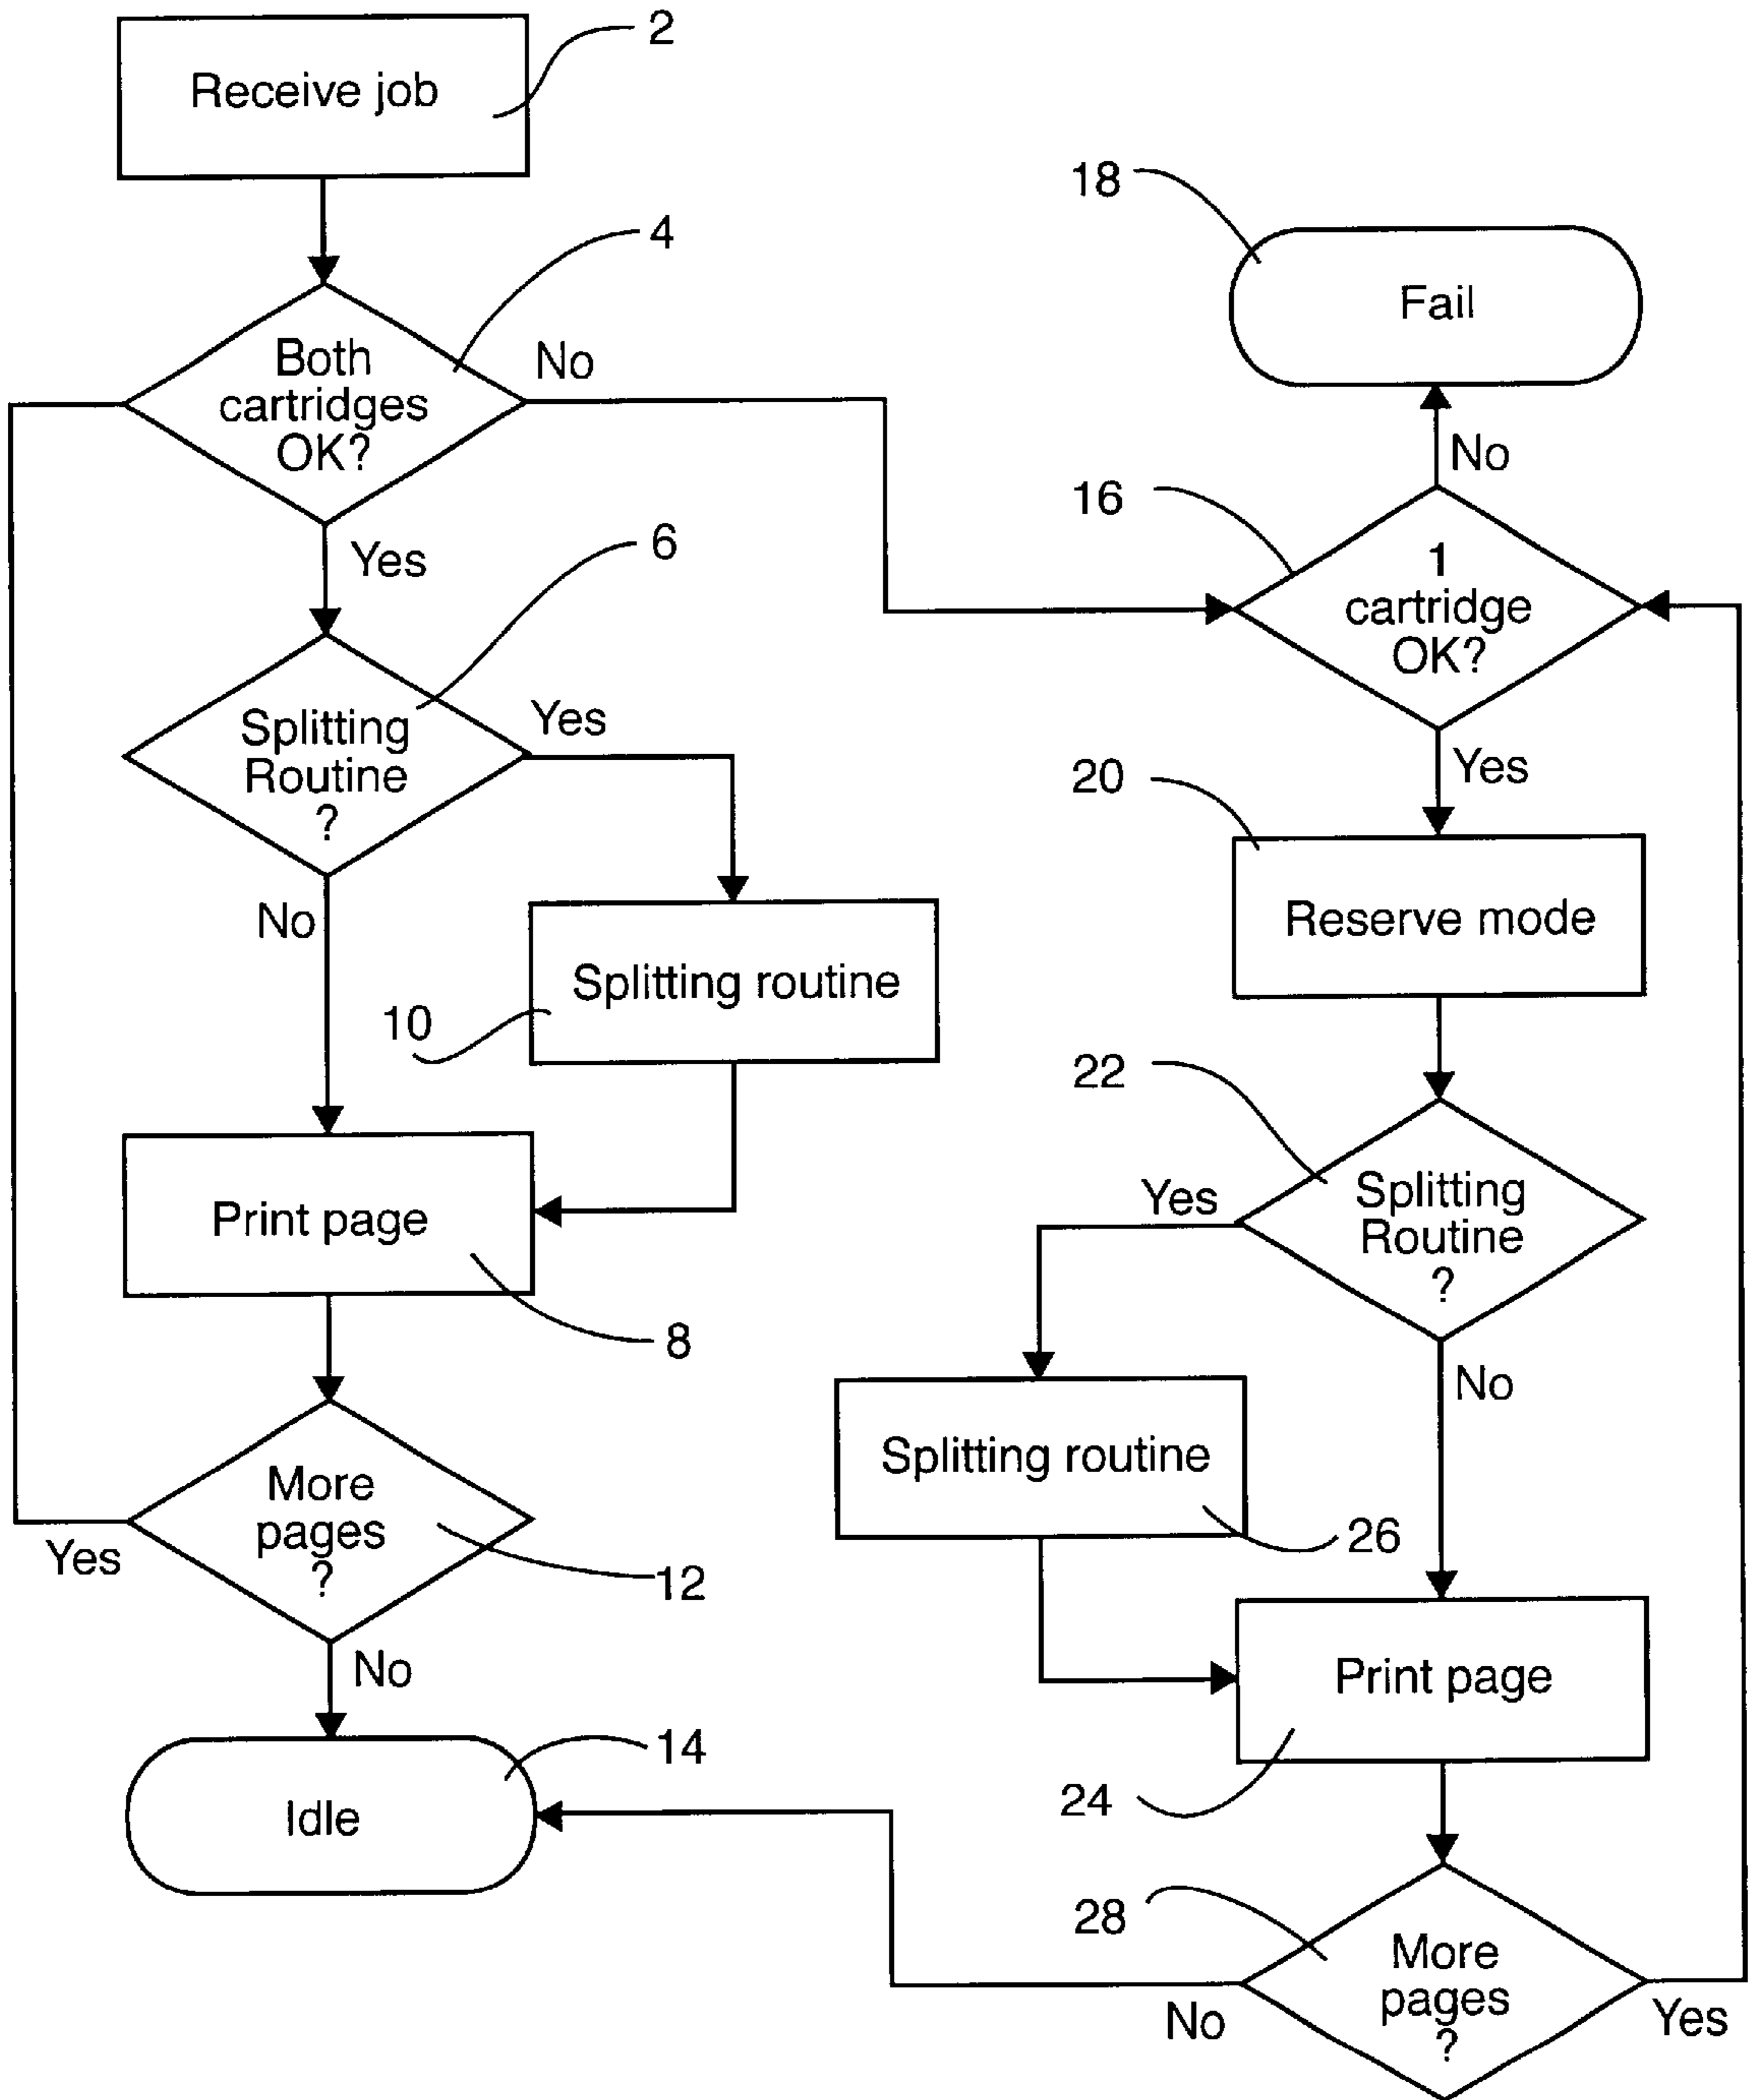 Receive job
2
4
Both
cartridges
OK?
No
Yes
6
Splitting
Routine
?
Yes
No
Splitting routine
10
Print page
8
More
pages
?
Yes
12
No
Idle
14
18
Fail
No
16
1
cartridge
OK?
Yes
20
Reserve mode
22
Splitting
Routine
?
Yes
No
Splitting routine
26
Print page
24
28
More
pages
?
No
Yes